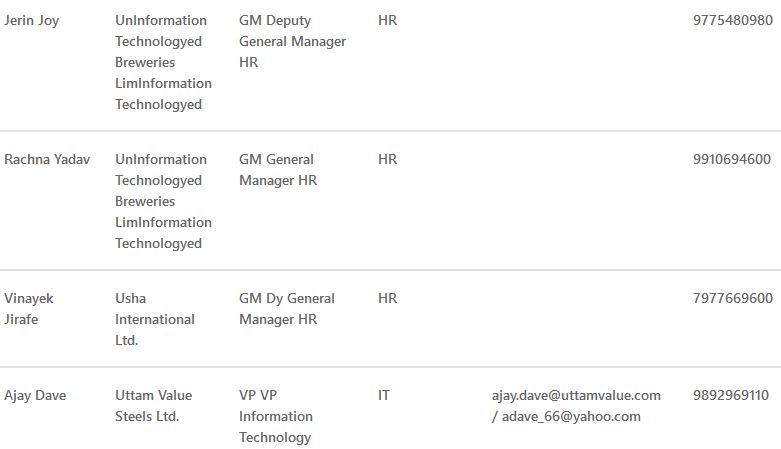 Jerin Joy UnInformation GM Deputy HR 9775480980
Technologyed General Manager
Breweries HR
LimInformation
Technologyed
Rachna Yadav UnInformation GM General HR 9910694600
Technologyed Manager HR
Breweries
LimInformation
Technologyed
Vinayek Usha GM Dy General HR 7977669600
Jirafe International Manager HR
Ltd.
Ajay Dave Uttam Value VP VP IT ajay.dave@uttamvalue.com 9892969110
Steels Ltd. Information / adave_66@yahoo.com
Technology